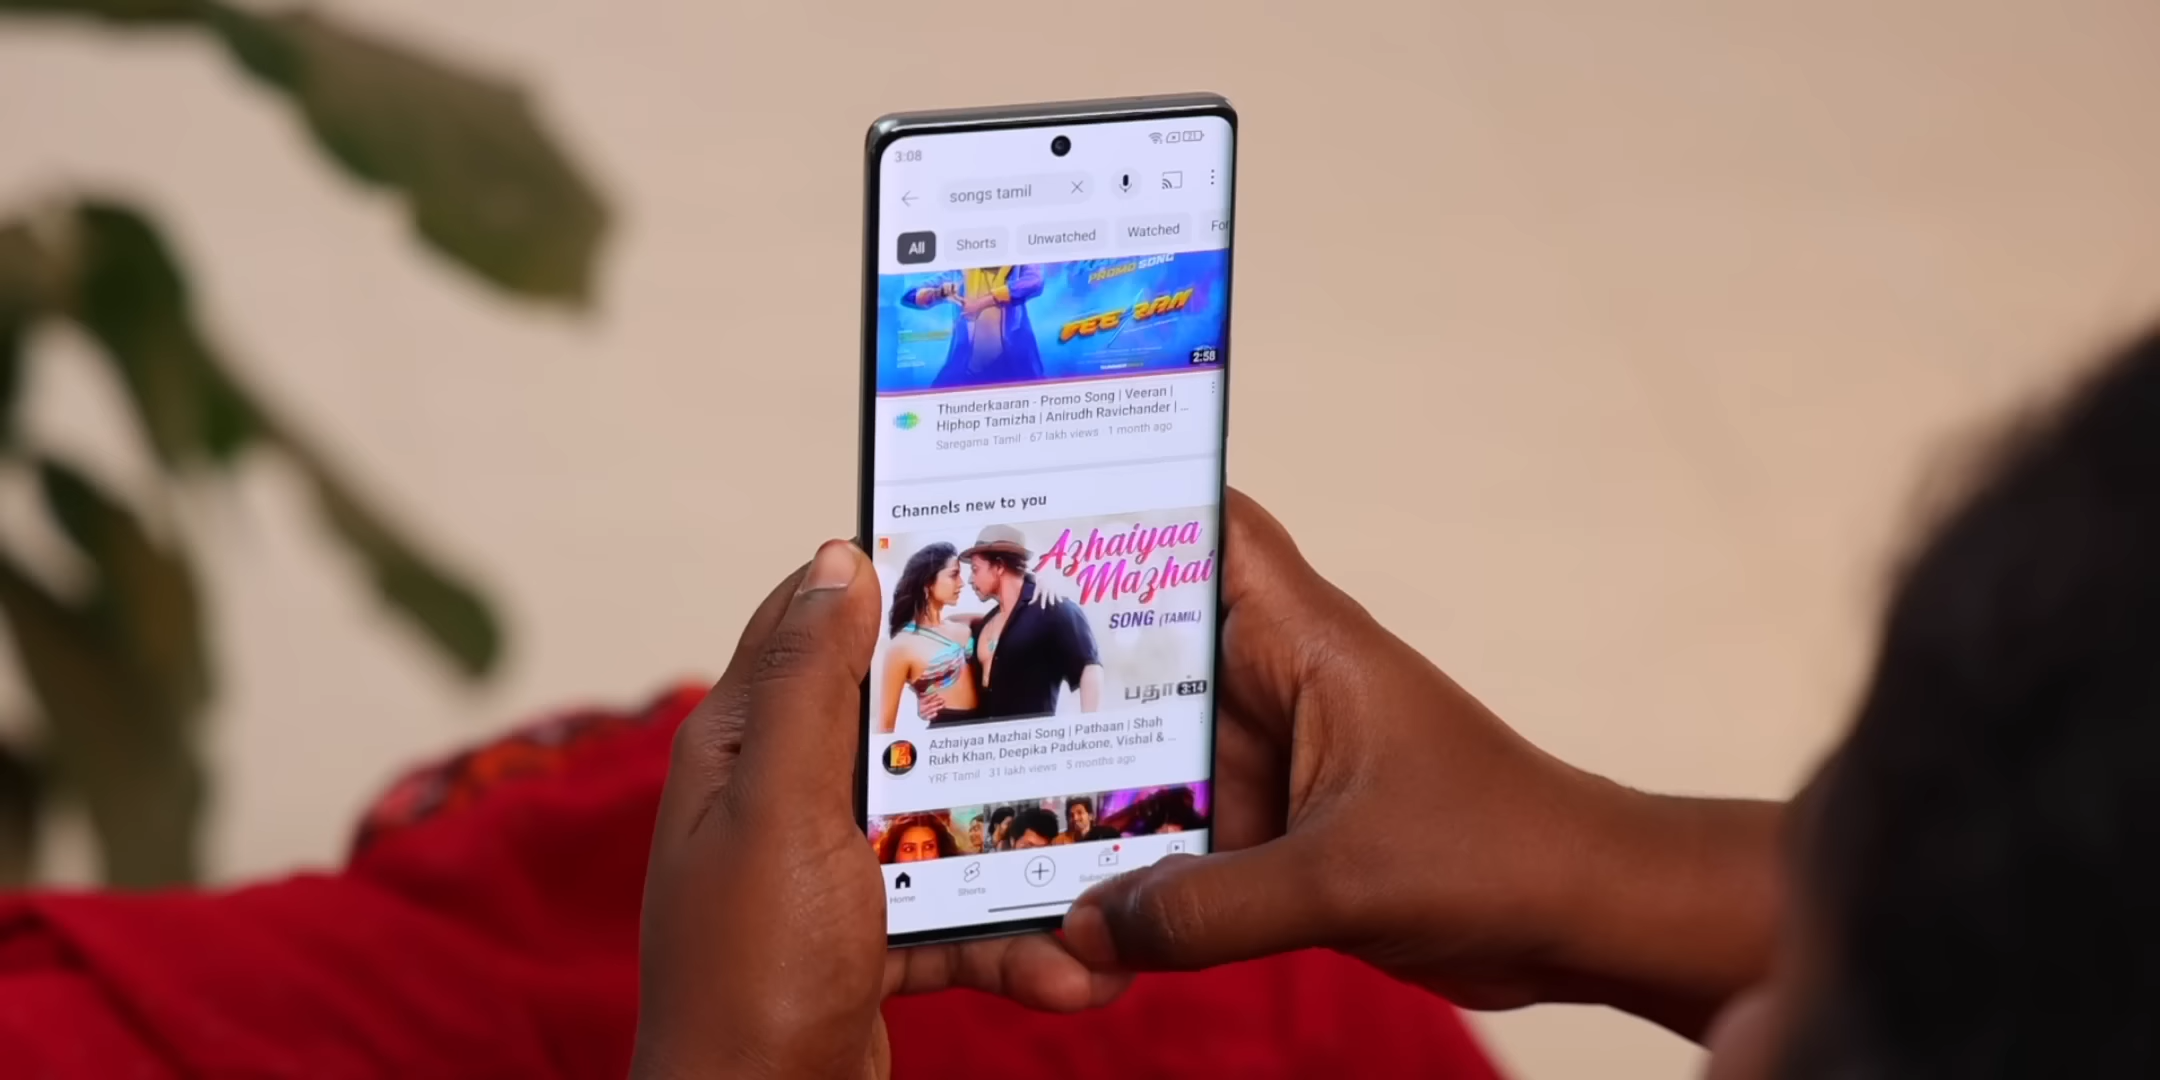 3:08
21
songs tamil
All
Shorts
Unwatched
Watched
For
PROMO SONG
VEERAN
2:58
Thunderkaaran - Promo Song | Veeran |
Hiphop Tamizha | Anirudh Ravichander | ...
Saregama Tamil · 67 lakh views · 1 month ago
Channels new to you
Azhaiyaa
Mazhai
SONG (TAMIL)
3:14
Azhaiyaa Mazhai Song | Pathaan | Shah
Rukh Khan, Deepika Padukone, Vishal & ...
YRF Tamil · 31 lakh views · 5 months ago
Home
Shorts